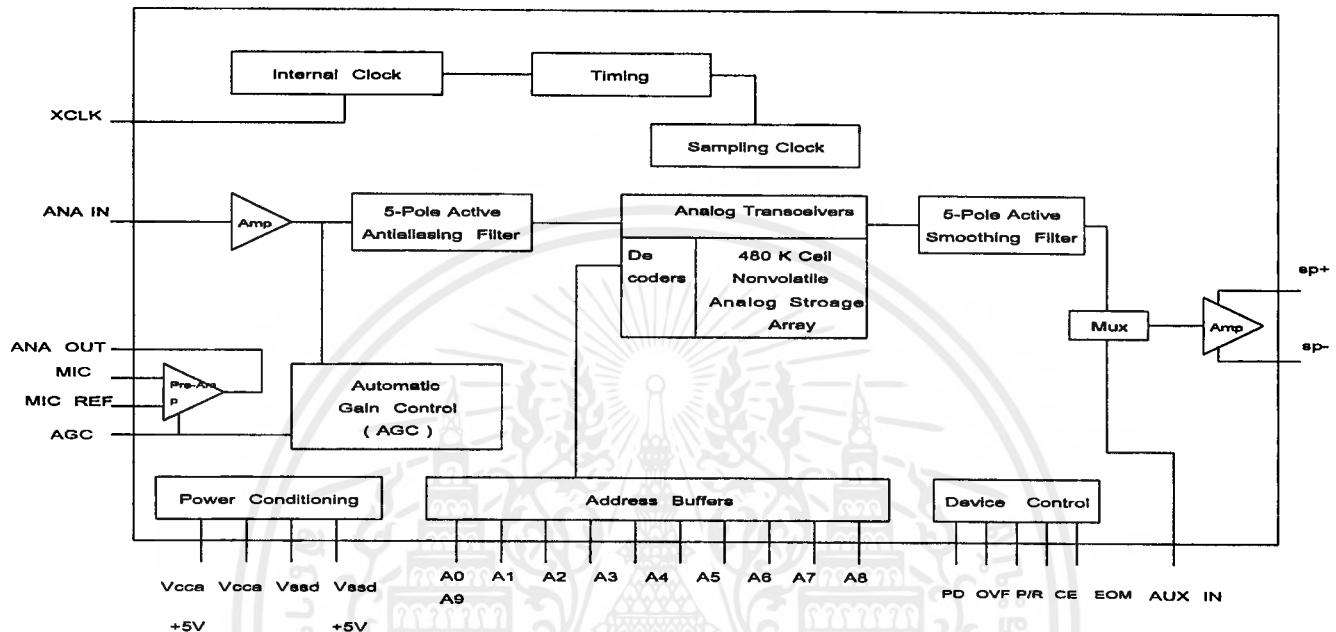 Internal Clock
Timing
XCLK
Sampling Clock
ANA IN
Amp
5-Pole Active
Antialiasing Filter
Analog Transceivers
De
coders
480 K Cell
Nonvolatile
Analog Stroage
Array
5-Pole Active
Smoothing Filter
sp+
Mux
Amp
sp-
ANA OUT
MIC
Pre-Am
p
MIC REF
AGC
Automatic
Gain Control
( AGC )
Power Conditioning
Address Buffers
Device Control
Vcca Vcca Vssd Vssd
A0 A1 A2 A3 A4 A5 A6 A7 A8
A9
PD OVF P/R CE EOM AUX IN
+5V +5V